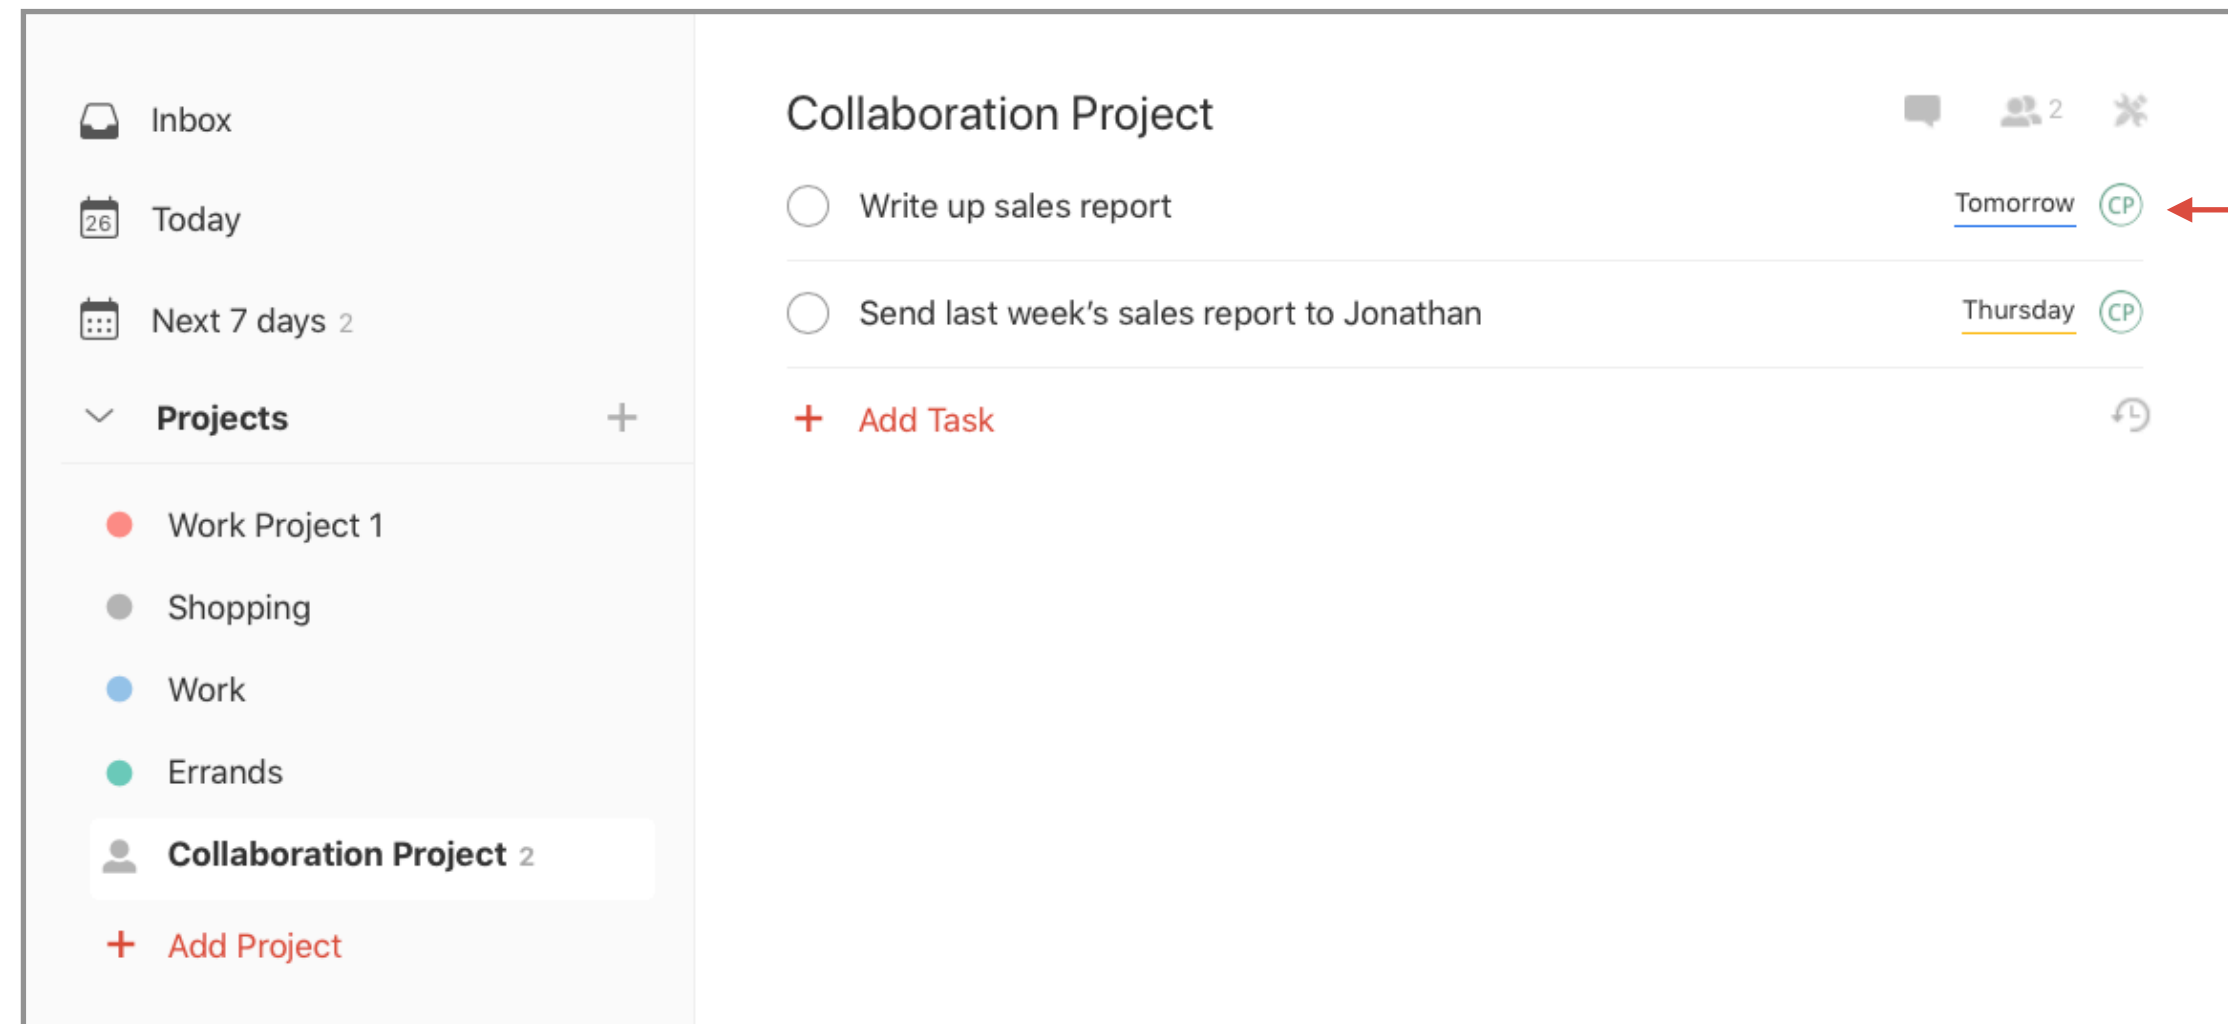 Inbox
26 Today
Next 7 days 2
Projects
Work Project 1
Shopping
Work
Errands
Collaboration Project 2
Add Project
Collaboration Project
2
Write up sales report Tomorrow CP
Send last week's sales report to Jonathan Thursday CP
Add Task